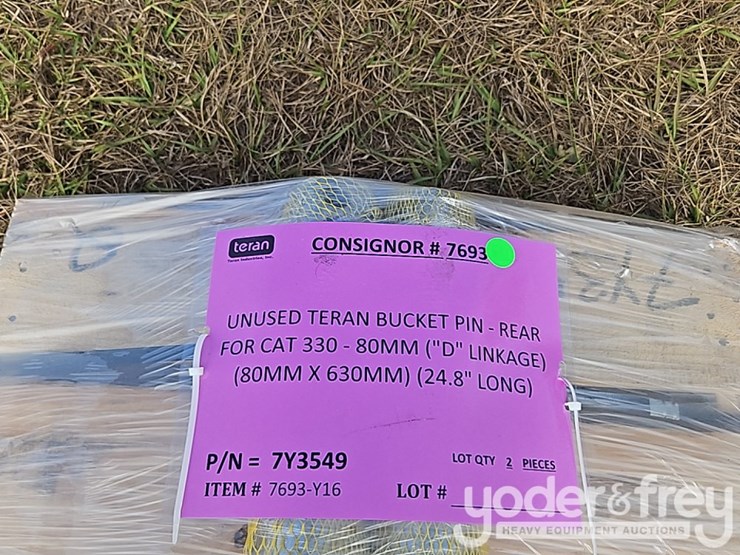 teran
Teran Industries, Inc.
CONSIGNOR # 7693
UNUSED TERAN BUCKET PIN - REAR
FOR CAT 330 - 80MM ("D" LINKAGE)
(80MM X 630MM) (24.8" LONG)
P/N = 7Y3549
LOT QTY 2 PIECES
ITEM # 7693-Y16
LOT #
yoder&frey
HEAVY EQUIPMENT AUCTIONS